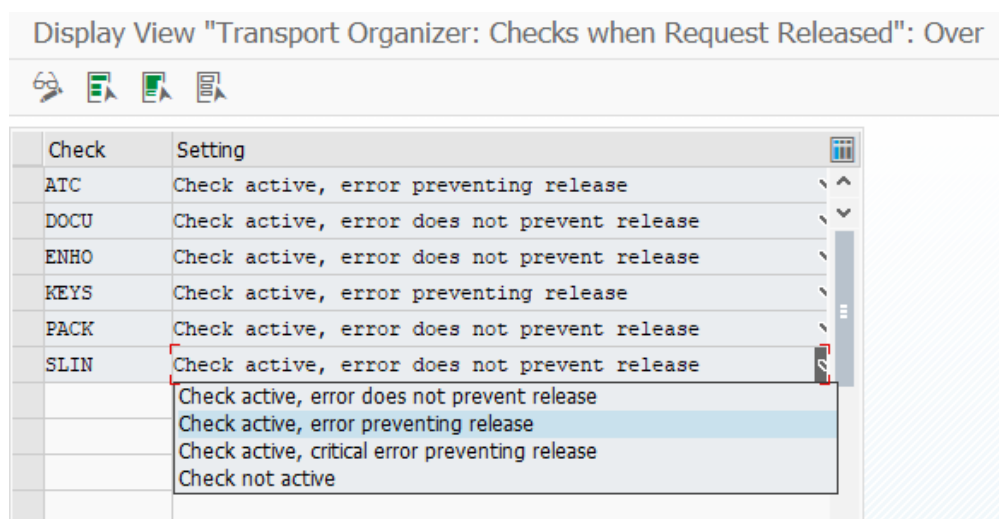 Display View "Transport Organizer: Checks when Request Released": Over
Check Setting
ATC Check active, error preventing release
DOCU Check active, error does not prevent release
ENHO Check active, error does not prevent release
KEYS Check active, error preventing release
PACK Check active, error does not prevent release
SLIN Check active, error does not prevent release
Check active, error does not prevent release
Check active, error preventing release
Check active, critical error preventing release
Check not active